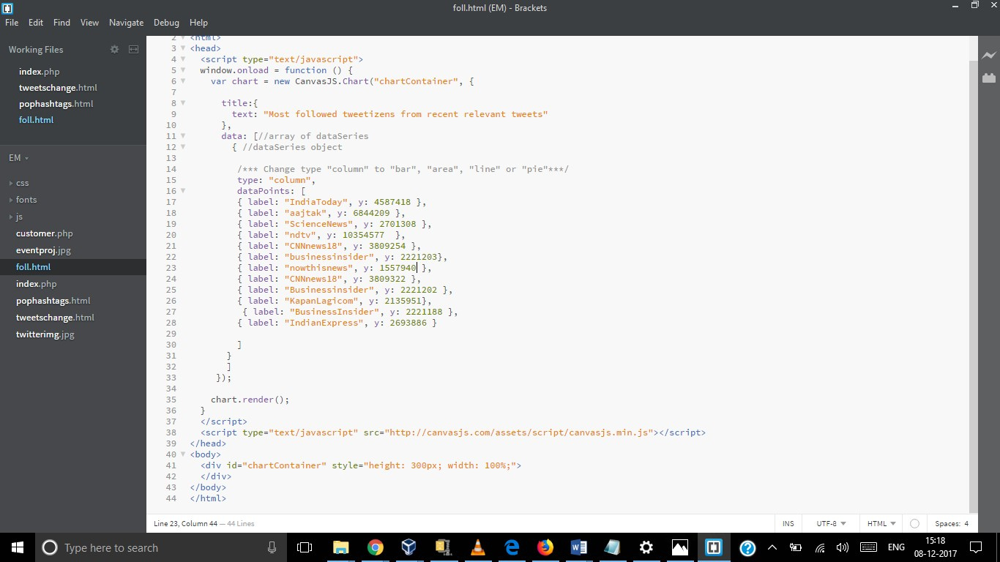 foll.html (EM) - Brackets
File Edit Find View Navigate Debug Help
Working Files
index.php
tweetschange.html
pophashtags.html
foll.html
EM
css
fonts
js
customer.php
eventproj.jpg
foll.html
index.php
pophashtags.html
tweetschange.html
twitterimg.jpg
2 <html>
3 <head>
4 <script type="text/javascript">
5 window.onload = function () {
6 var chart = new CanvasJS.Chart("chartContainer", {
7
8 title:{
9 text: "Most followed tweetizens from recent relevant tweets"
10 },
11 data: [//array of dataSeries
12 { //dataSeries object
13
14 /*** Change type "column" to "bar", "area", "line" or "pie"***/
15 type: "column",
16 dataPoints: [
17 { label: "IndiaToday", y: 4587418 },
18 { label: "aajtak", y: 6844209 },
19 { label: "ScienceNews", y: 2701308 },
20 { label: "ndtv", y: 10354577  },
21 { label: "CNNnews18", y: 3809254 },
22 { label: "businessinsider", y: 2221203},
23 { label: "nowthisnews", y: 1557940 },
24 { label: "CNNnews18", y: 3809322 },
25 { label: "Businessinsider", y: 2221202 },
26 { label: "KapanLagicom", y: 2135951},
27 { label: "BusinessInsider", y: 2221188 },
28 { label: "IndianExpress", y: 2693886 }
29
30 ]
31 }
32 ]
33 });
34
35 chart.render();
36 }
37 </script>
38 <script type="text/javascript" src="http://canvasjs.com/assets/script/canvasjs.min.js"></script>
39 </head>
40 <body>
41 <div id="chartContainer" style="height: 300px; width: 100%;">
42 </div>
43 </body>
44 </html>
Line 23, Column 44 — 44 Lines
INS UTF-8 HTML Spaces: 4
Type here to search
ENG
15:18
08-12-2017